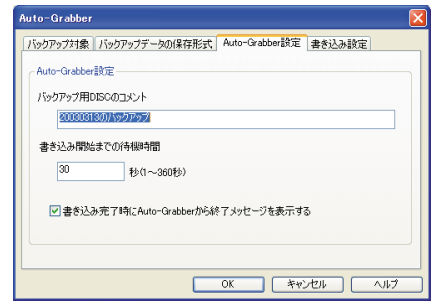 Auto-Grabber
バックアップ対象 バックアップデータの保存形式 Auto-Grabber設定 書き込み設定
Auto-Grabber設定
バックアップ用DISCのコメント
20030313のバックアップ
書き込み開始までの待機時間
30 秒(1～360秒)
書き込み完了時にAuto-Grabberから終了メッセージを表示する
OK キャンセル ヘルプ